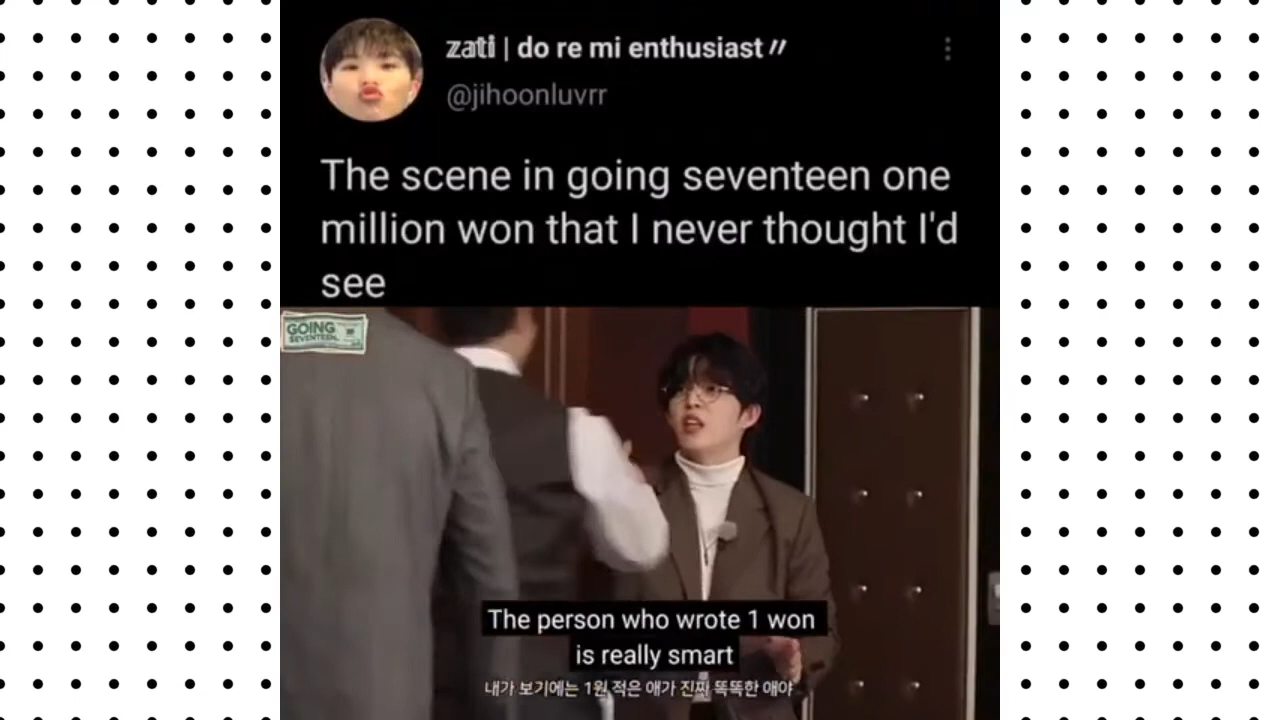 zati | do re mi enthusiast〃
@jihoonluvrr
The scene in going seventeen one
million won that I never thought I'd
see
GOING
SEVENTEEN
The person who wrote 1 won
is really smart
내가 보기에는 1원 적은 애가 진짜 똑똑한 애야